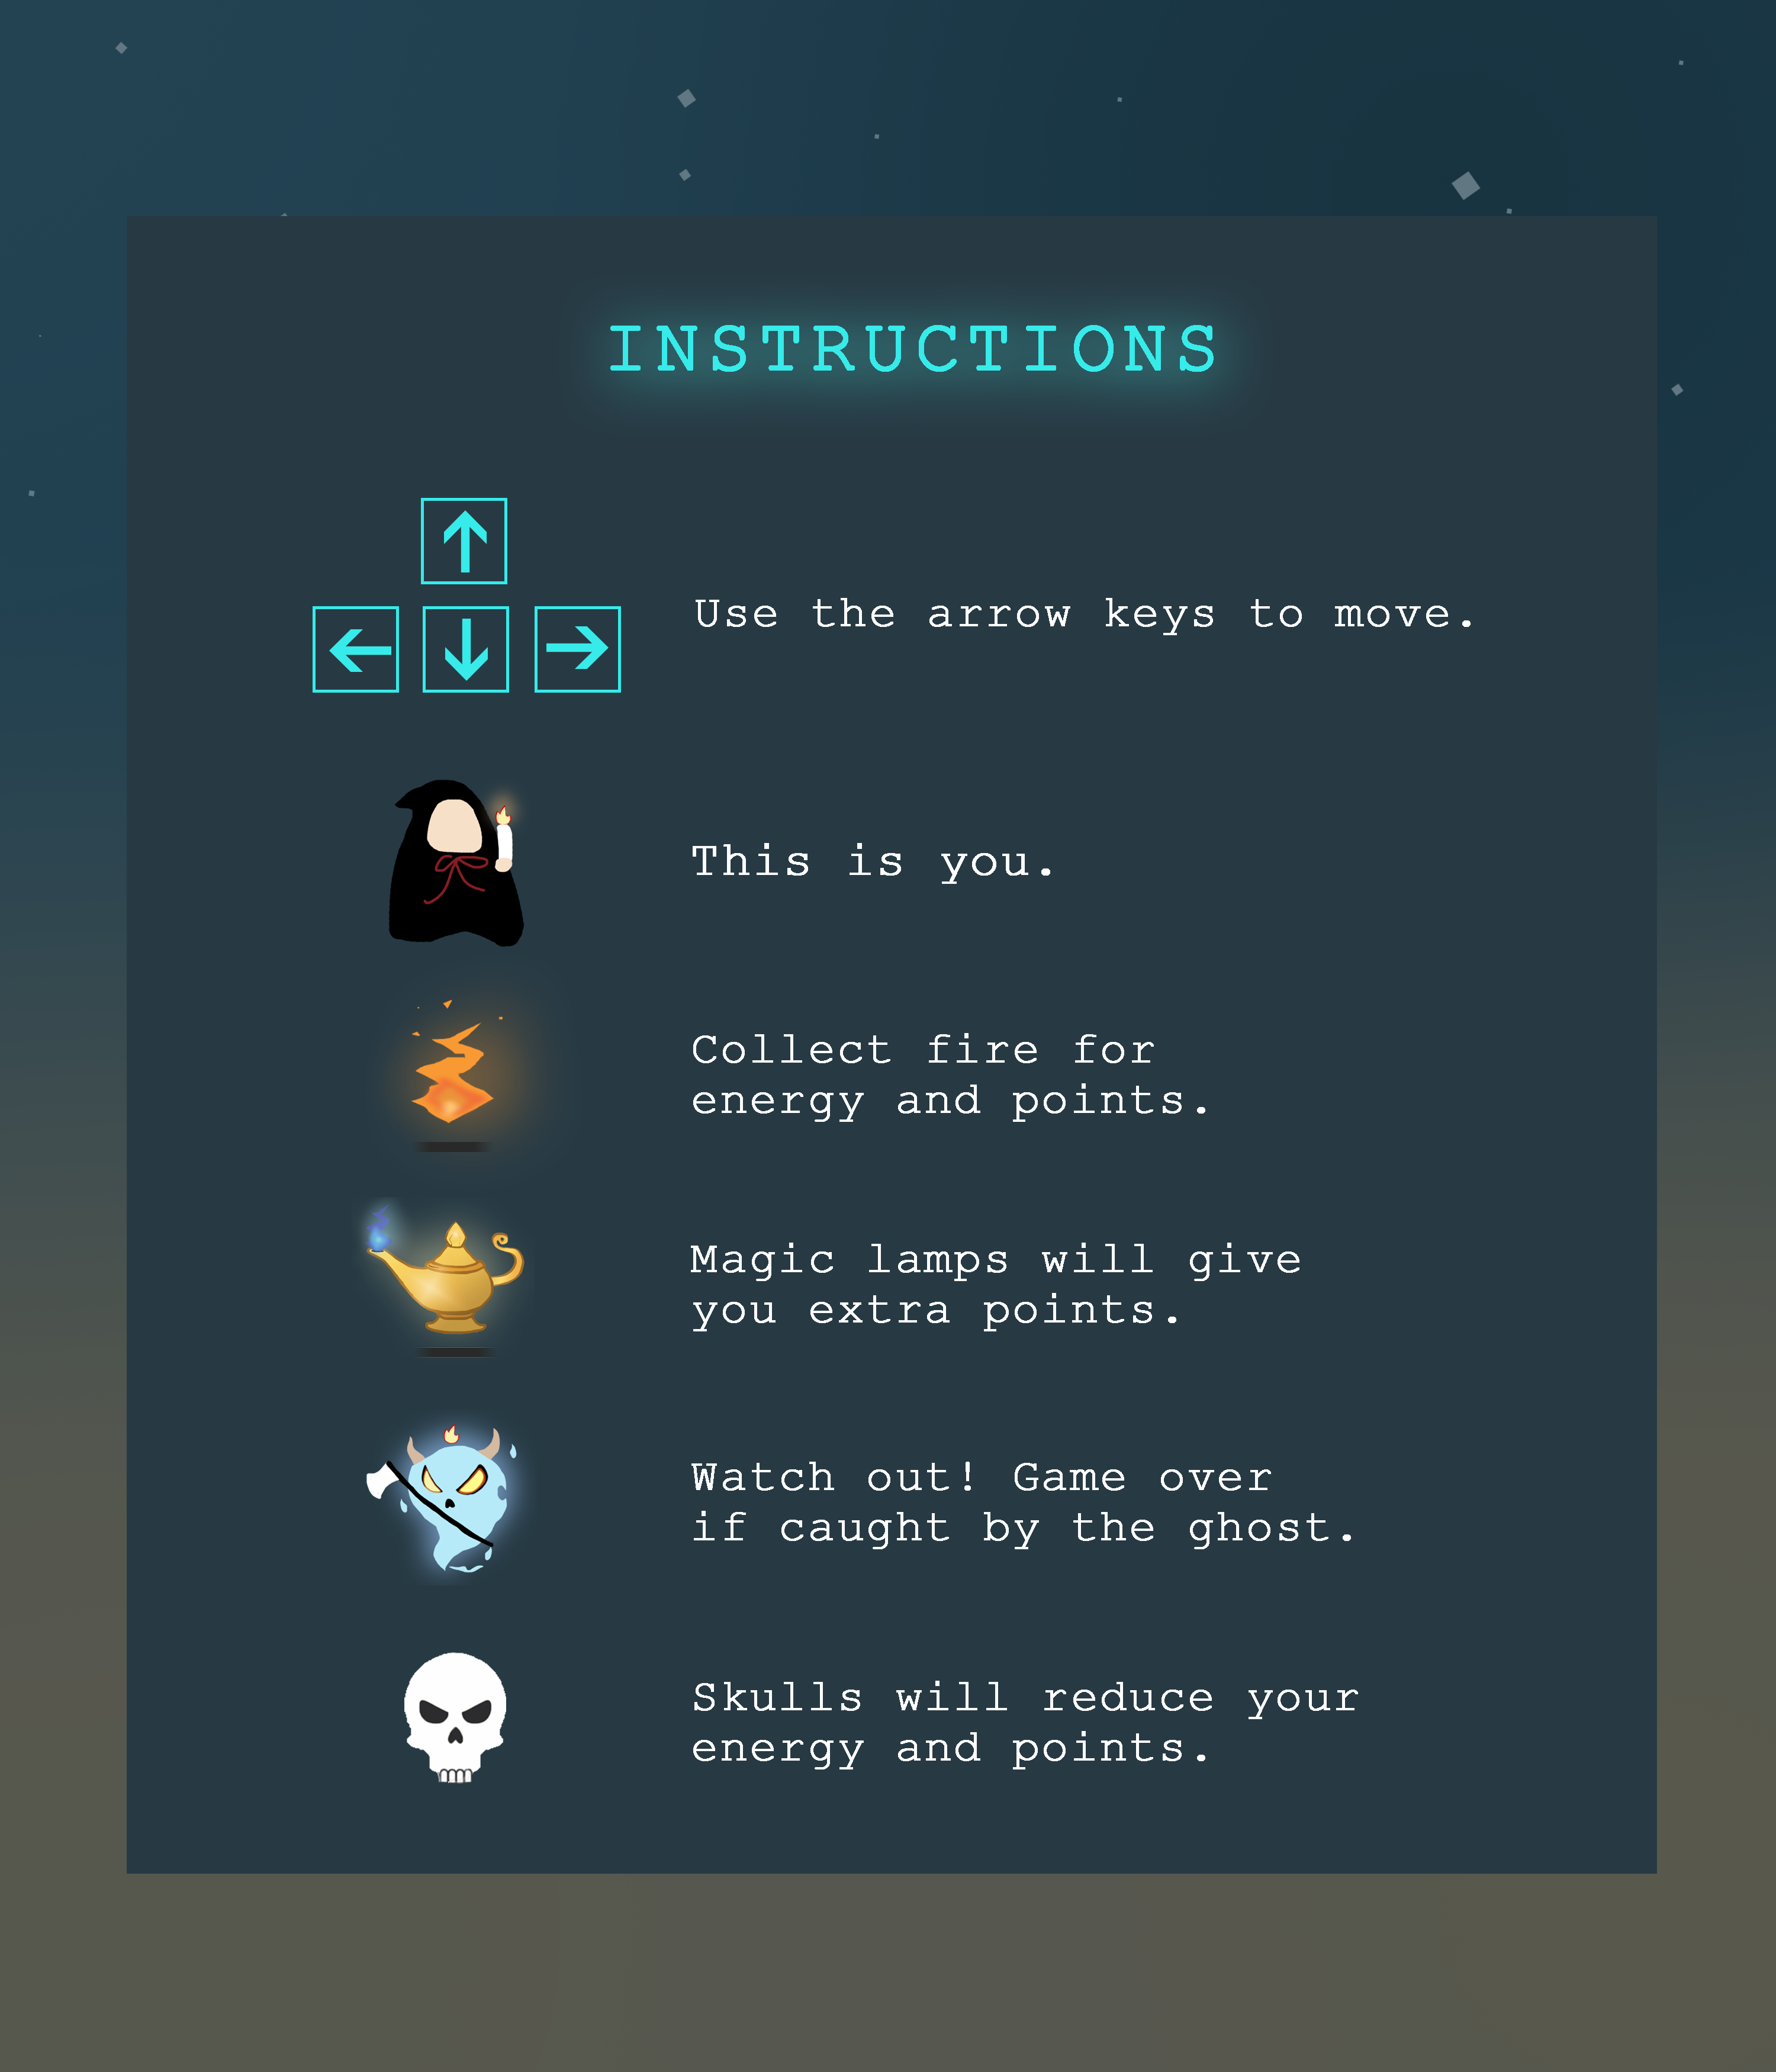 INSTRUCTIONS
Use the arrow keys to move.
This is you.
Collect fire for
energy and points.
Magic lamps will give
you extra points.
Watch out! Game over
if caught by the ghost.
Skulls will reduce your
energy and points.